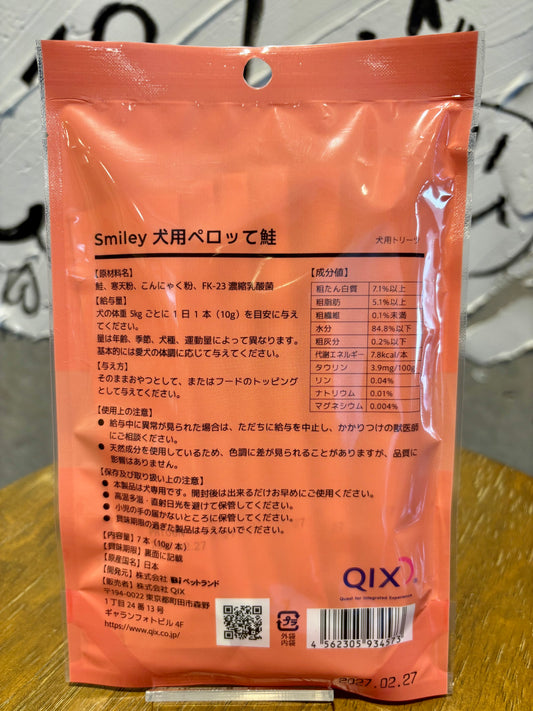 Smiley 犬用ペロッて鮭
犬用トリーツ
【原材料名】
鮭、寒天粉、こんにゃく粉、FK-23 濃縮乳酸菌
【給与量】
犬の体重 5kg ごとに 1 日 1 本（10g）を目安に与え
てください。
量は年齢、季節、犬種、運動量によって異なります。
基本的には愛犬の体調に応じて与えてください。
【与え方】
そのままおやつとして、またはフードのトッピング
として与えてください。
【成分値】
粗たん白質 7.1%以上
粗脂肪 5.1%以上
粗繊維 0.1%未満
水分 84.8%以下
粗灰分 0.2%以下
代謝エネルギー 7.8kcal/本
タウリン 3.9mg/100g
リン 0.04%
ナトリウム 0.01%
マグネシウム 0.004%
【使用上の注意】
● 給与中に異常が見られた場合は、ただちに給与を中止し、かかりつけの獣医師
にご相談ください。
● 天然成分を使用しているため、色調に差が見られることがありますが、品質に
影響はありません。
【保存及び取り扱い上の注意】
● 本製品は犬専用です。開封後は出来るだけお早めにご使用ください。
● 高温多湿・直射日光を避けて保管してください。
● 小児の手の届かないところに保管してください。
● 賞味期限の過ぎた製品は与えないでください。
【内容量】7 本（10g/ 本）
【賞味期限】裏面に記載
【原産国名】日本
【開発元】株式会社 ペットランド
【販売者】株式会社 QIX
〒194-0022 東京都町田市森野
1 丁目 24 番 13 号
ギャランフォトビル 4F
https://www.qix.co.jp/
プラ
外袋
内袋
QIX
Quest for Integrated Experience
4 562305 934573
2027.02.27